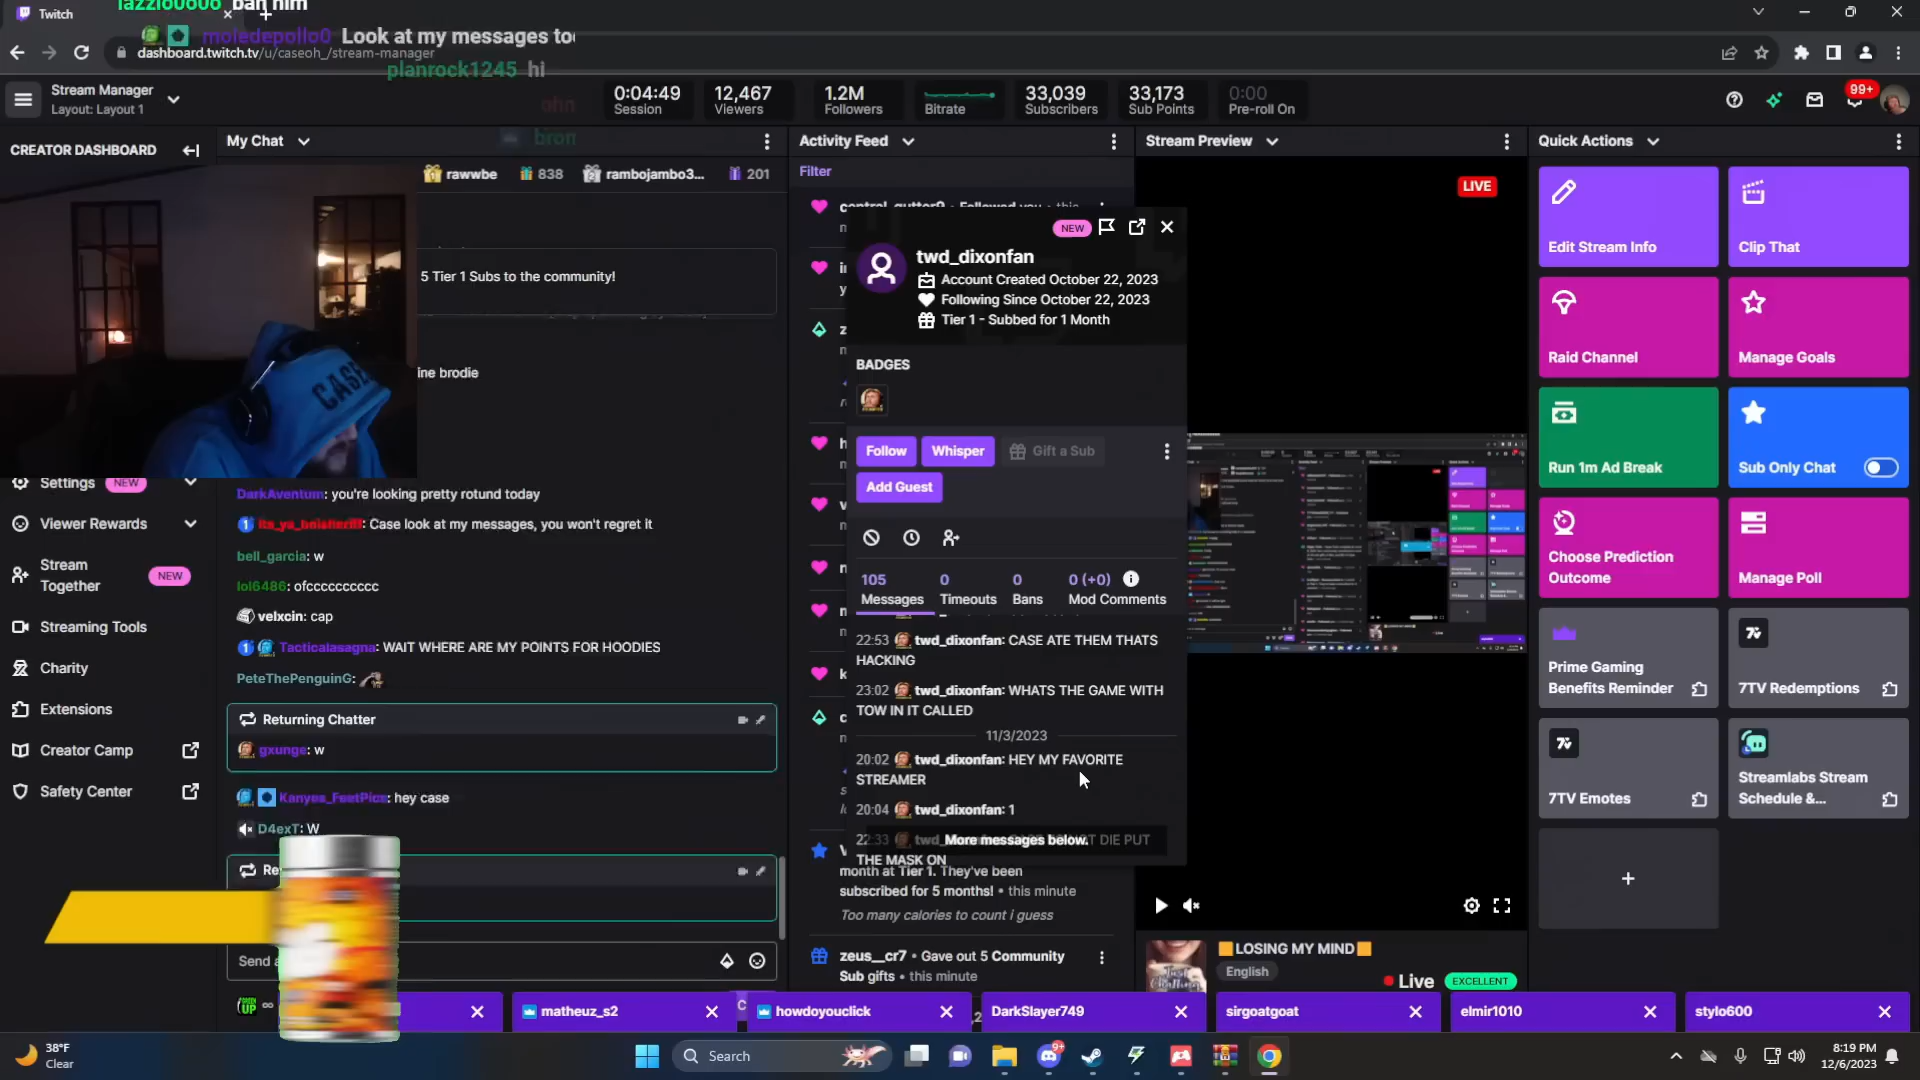 Twitch
lazzio0606 ban him
moledepollo0 Look at my messages too
dashboard.twitch.tv/u/caseoh_/stream-manager
planrock1245 hi
Stream Manager
Layout: Layout 1
0:04:49
Session
12,467
Viewers
1.2M
Followers
Bitrate
33,039
Subscribers
33,173
Sub Points
0:00
Pre-roll On
99+
CREATOR DASHBOARD
My Chat
Activity Feed
Stream Preview
Quick Actions
rawwbe 838 rambojambo3... 201
Filter
LIVE
5 Tier 1 Subs to the community!
ine brodie
Settings NEW
Viewer Rewards
Stream Together NEW
Streaming Tools
Charity
Extensions
Creator Camp
Safety Center
DarkAventum: you're looking pretty rotund today
Case look at my messages, you won't regret it
bell_garcia: w
lol6486: ofcccccccccc
velxcin: cap
Tacticalasagna: WAIT WHERE ARE MY POINTS FOR HOODIES
PeteThePenguinG:
Returning Chatter
gxunge: w
Kanyes_FeetPics: hey case
D4exT: W
Re
Send a
central_gutter9 • Followed you • this
NEW
twd_dixonfan
Account Created October 22, 2023
Following Since October 22, 2023
Tier 1 - Subbed for 1 Month
BADGES
Follow
Whisper
Gift a Sub
Add Guest
105
Messages
0
Timeouts
0
Bans
0 (+0)
Mod Comments
22:53 twd_dixonfan: CASE ATE THEM THATS
HACKING
23:02 twd_dixonfan: WHATS THE GAME WITH
TOW IN IT CALLED
11/3/2023
20:02 twd_dixonfan: HEY MY FAVORITE
STREAMER
20:04 twd_dixonfan: 1
More messages below.
DIE PUT
THE MASK ON
month at Tier 1. They've been
subscribed for 5 months! • this minute
Too many calories to count i guess
zeus__cr7 • Gave out 5 Community
Sub gifts • this minute
🟧LOSING MY MIND🟧
English
Live
EXCELLENT
Edit Stream Info
Clip That
Raid Channel
Manage Goals
Run 1m Ad Break
Sub Only Chat
Choose Prediction
Outcome
Manage Poll
Prime Gaming
Benefits Reminder
7TV Redemptions
7TV Emotes
Streamlabs Stream
Schedule &...
matheuz_s2
howdoyouclick
DarkSlayer749
sirgoatgoat
elmir1010
stylo600
38°F
Clear
Search
8:19 PM
12/6/2023
CASE